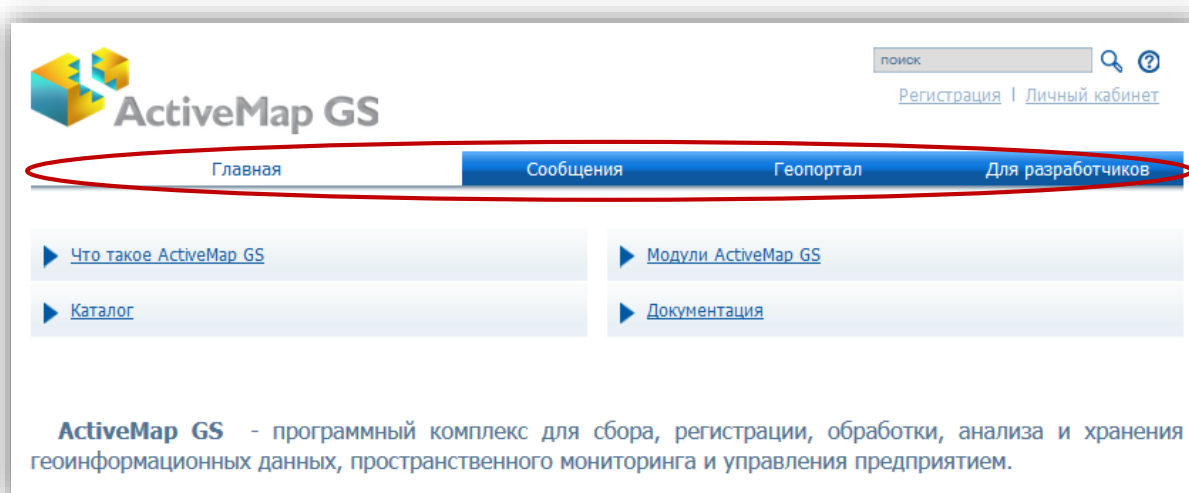 поиск
Регистрация | Личный кабинет
ActiveMap GS
Главная Сообщения Геопортал Для разработчиков
Что такое ActiveMap GS Модули ActiveMap GS
Каталог Документация
ActiveMap GS - программный комплекс для сбора, регистрации, обработки, анализа и хранения
геоинформационных данных, пространственного мониторинга и управления предприятием.